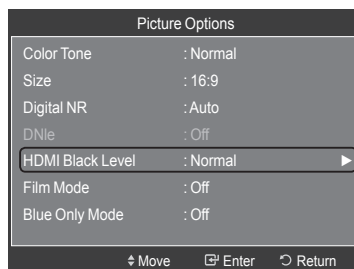 Picture Options
Color Tone : Normal
Size : 16:9
Digital NR : Auto
DNIe : Off
HDMI Black Level : Normal
Film Mode : Off
Blue Only Mode : Off
Move Enter Return